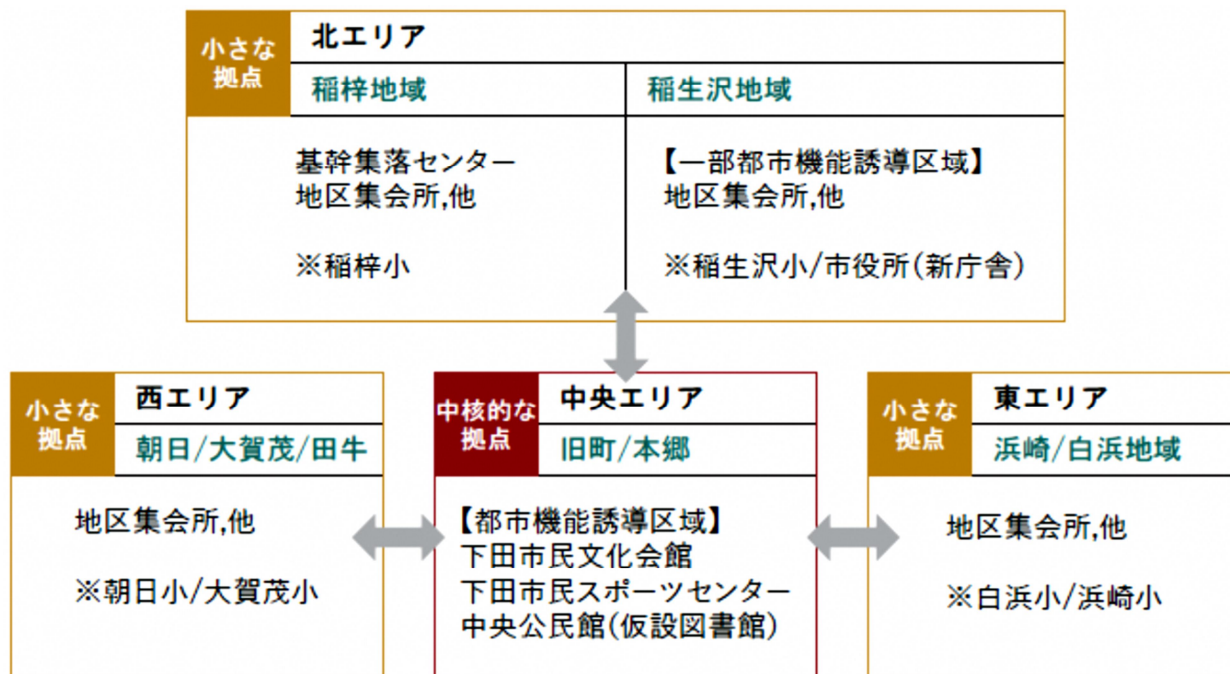 小さな
拠点
北エリア
稲梓地域
稲生沢地域
基幹集落センター
地区集会所,他
※稲梓小
【一部都市機能誘導区域】
地区集会所,他
※稲生沢小/市役所(新庁舎)
小さな
拠点
西エリア
朝日/大賀茂/田牛
地区集会所,他
※朝日小/大賀茂小
中核的な
拠点
中央エリア
旧町/本郷
【都市機能誘導区域】
下田市民文化会館
下田市民スポーツセンター
中央公民館(仮設図書館)
小さな
拠点
東エリア
浜崎/白浜地域
地区集会所,他
※白浜小/浜崎小